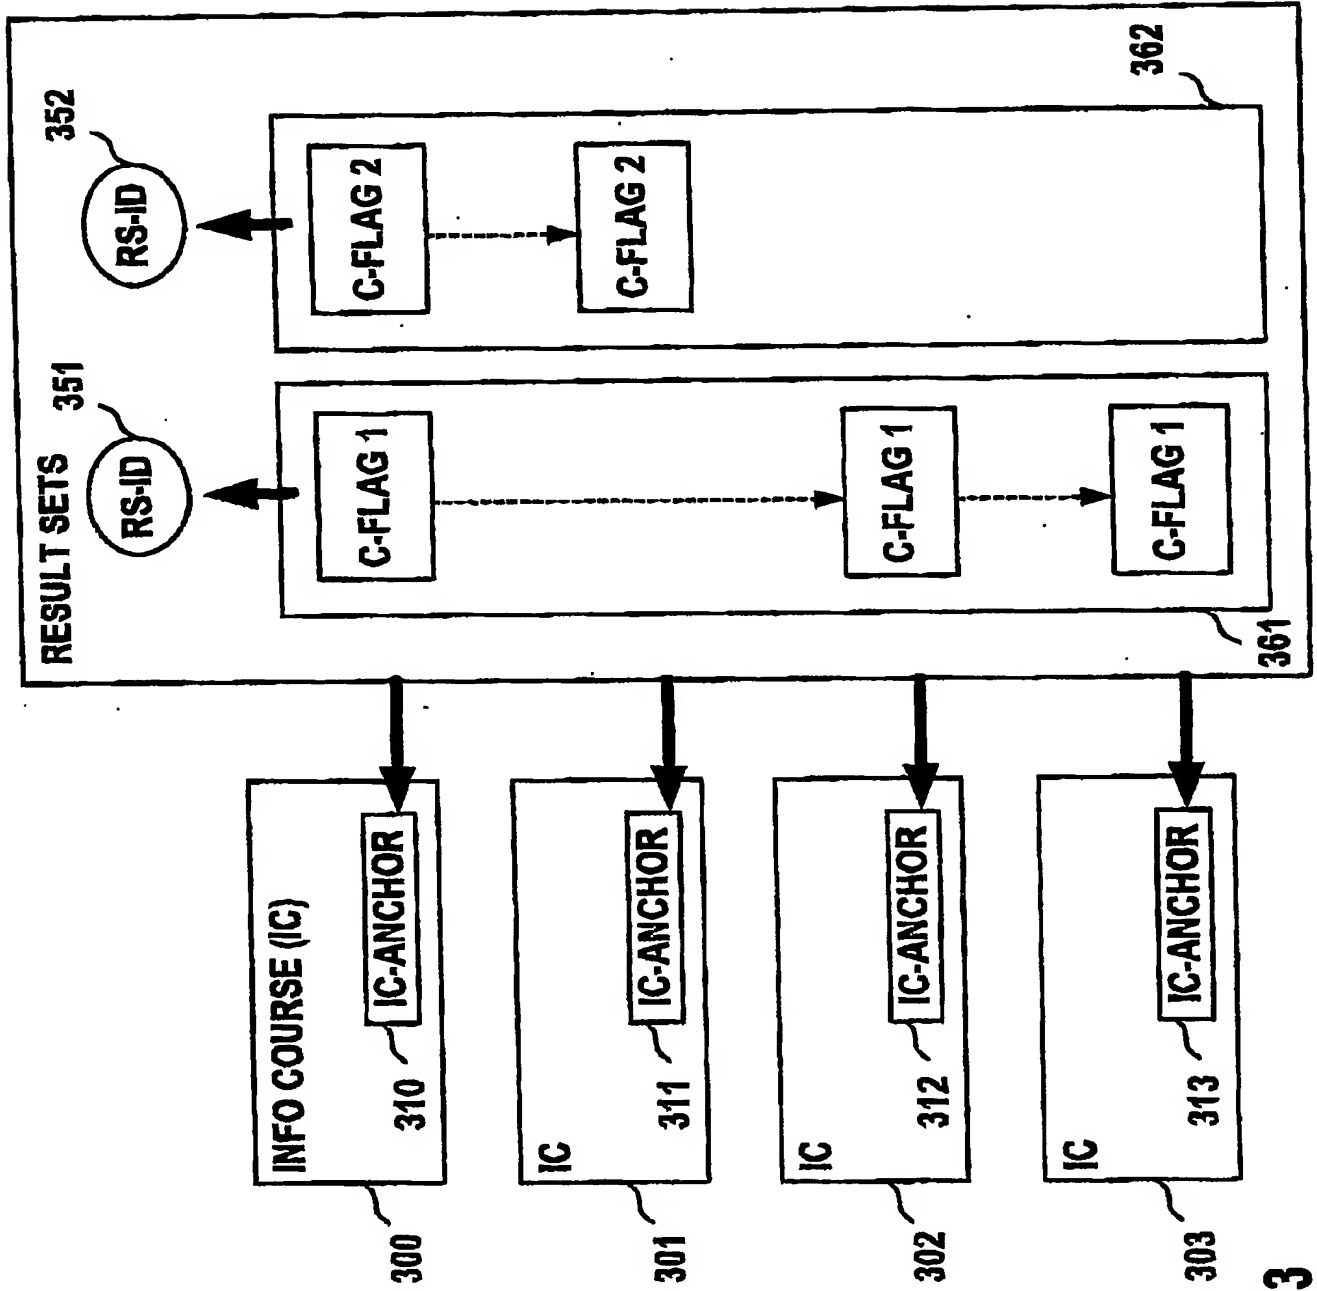 RESULT SETS
351
352
RS-ID
RS-ID
INFO COURSE (IC)
300
310
IC-ANCHOR
C-FLAG 1
C-FLAG 2
IC
301
311
IC-ANCHOR
C-FLAG 2
IC
302
312
IC-ANCHOR
C-FLAG 1
IC
303
313
IC-ANCHOR
C-FLAG 1
361
362
3